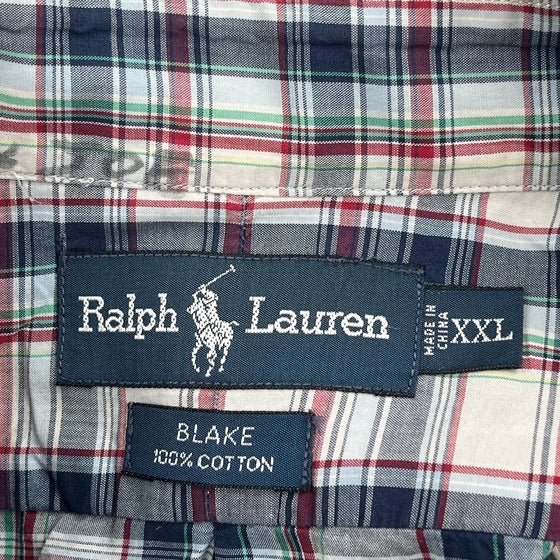 Ralph Lauren
MADE IN
CHINA
XXL
BLAKE
100% COTTON